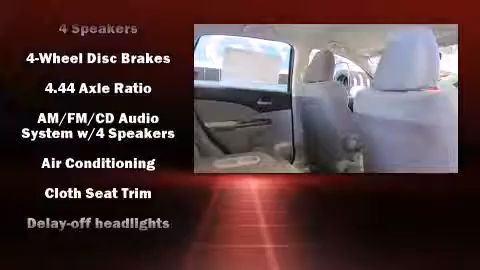 4 Speakers
4-Wheel Disc Brakes
4.44 Axle Ratio
AM/FM/CD Audio
System w/4 Speakers
Air Conditioning
Cloth Seat Trim
Delay-off headlights